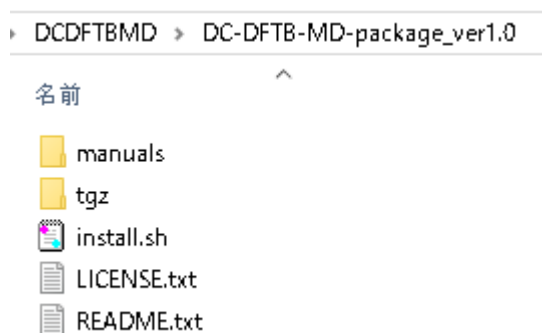 DCDFTBMD > DC-DFTB-MD-package_ver1.0
名前
manuals
tgz
install.sh
LICENSE.txt
README.txt